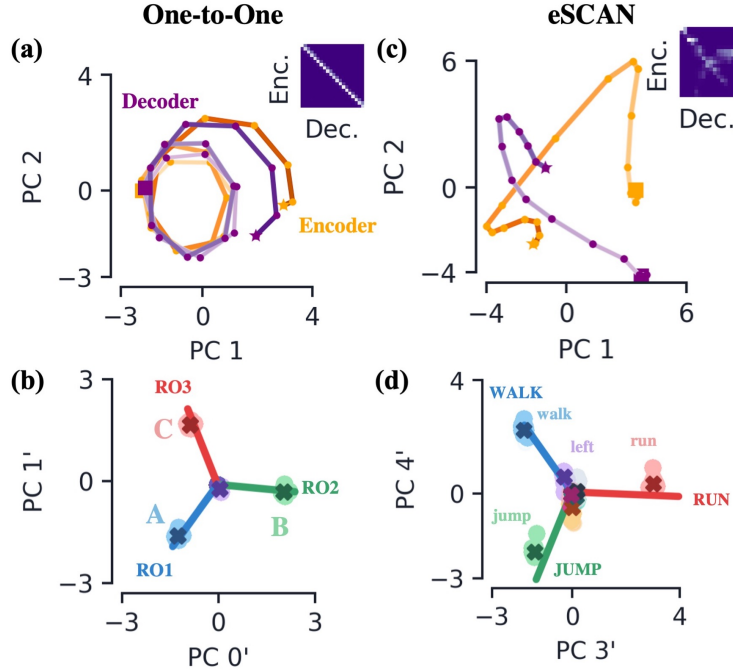 One-to-One
eSCAN
(a)
Enc.
Dec.
Decoder
Encoder
4
0
−3
PC 2
−3
0
4
PC 1
(c)
Enc.
Dec.
6
0
−4
PC 2
−4
0
6
PC 1
(b)
RO3
C
RO2
B
A
RO1
3
0
−3
PC 1'
−3
0
3
PC 0'
(d)
WALK
walk
left
run
RUN
jump
JUMP
4
0
−3
PC 4'
−3
0
4
PC 3'